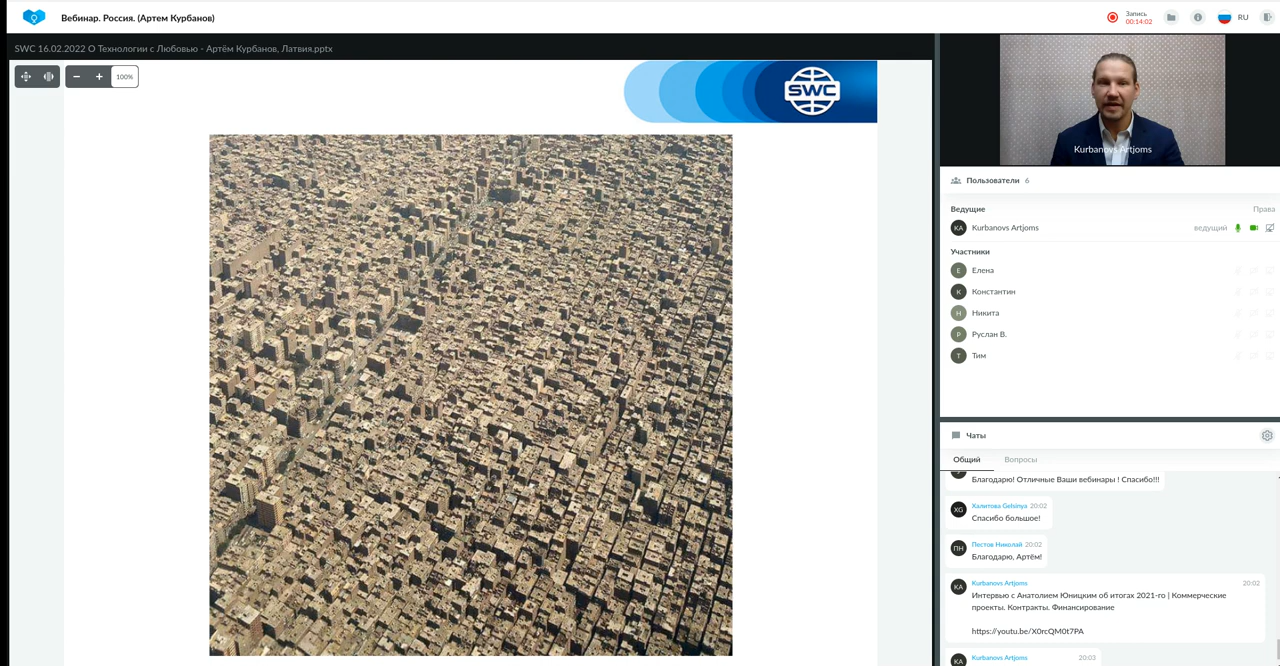 Вебинар. Россия. (Артем Курбанов)
Запись
00:14:02
RU
SWC 16.02.2022 О Технологии с Любовью - Артём Курбанов, Латвия.pptx
100%
SWC
Kurbanovs Artjoms
Пользователи 6
Ведущие
Права
KA
Kurbanovs Artjoms
ведущий
Участники
Е
Елена
К
Константин
Н
Никита
Р
Руслан В.
Т
Тим
Чаты
Общий
Вопросы
Благодарю! Отличные Ваши вебинары ! Спасибо!!!
XG
Халитова Gelsinya 20:02
Спасибо большое!
ПН
Пестов Николай 20:02
Благодарю, Артём!
KA
Kurbanovs Artjoms 20:02
Интервью с Анатолием Юницким об итогах 2021-го | Коммерческие
проекты. Контракты. Финансирование
https://youtu.be/X0rcQM0t7PA
KA
Kurbanovs Artjoms 20:03